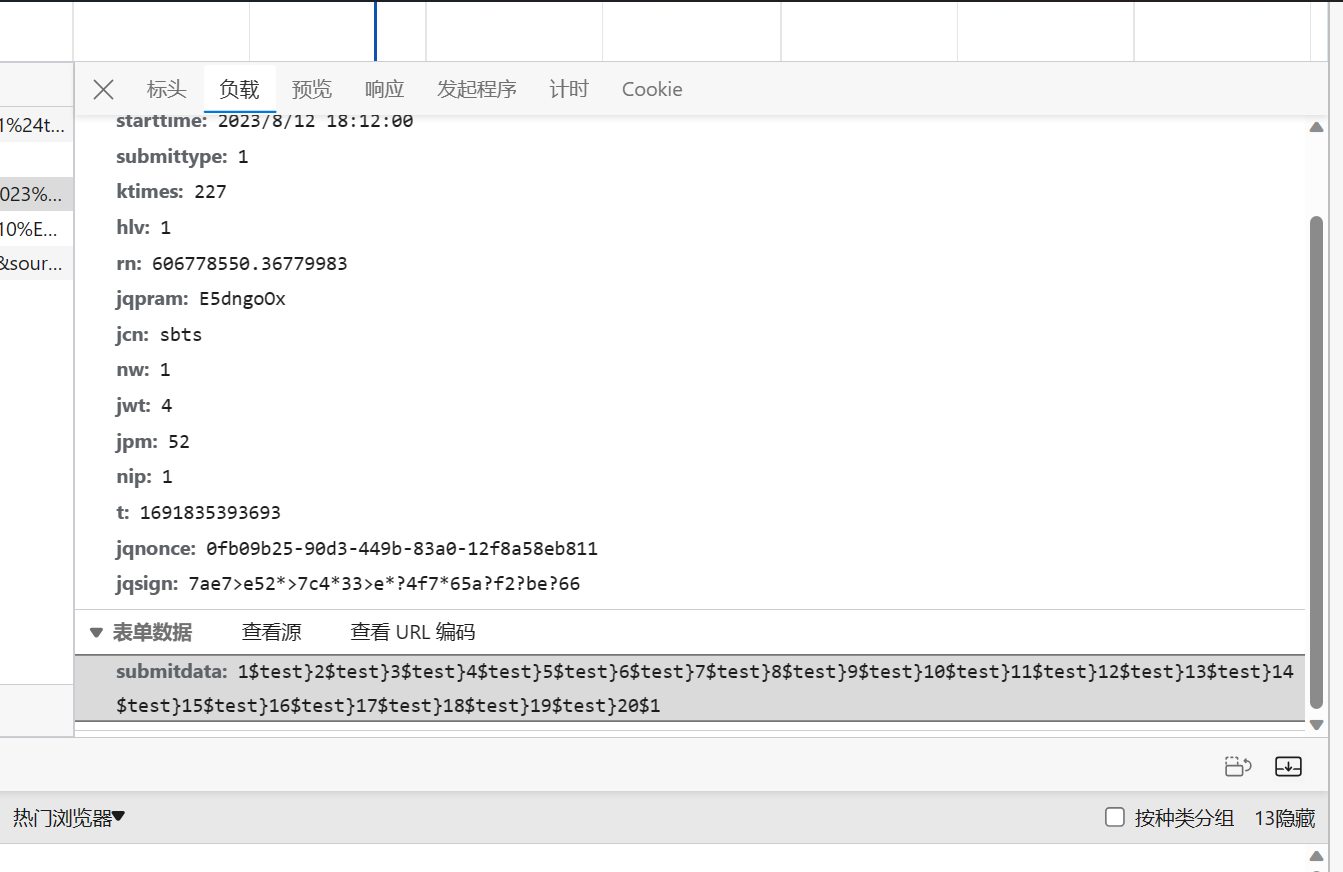 标头 负载 预览 响应 发起程序 计时 Cookie
1%24t...
023%...
10%E...
&sour...
starttime: 2023/8/12 18:12:00
submittype: 1
ktimes: 227
hlv: 1
rn: 606778550.36779983
jqpram: E5dngoOx
jcn: sbts
nw: 1
jwt: 4
jpm: 52
nip: 1
t: 1691835393693
jqnonce: 0fb09b25-90d3-449b-83a0-12f8a58eb811
jqsign: 7ae7>e52*>7c4*33>e*?4f7*65a?f2?be?66
表单数据 查看源 查看 URL 编码
submitdata: 1$test}2$test}3$test}4$test}5$test}6$test}7$test}8$test}9$test}10$test}11$test}12$test}13$test}14
$test}15$test}16$test}17$test}18$test}19$test}20$1
热门浏览器▼ 按种类分组 13隐藏